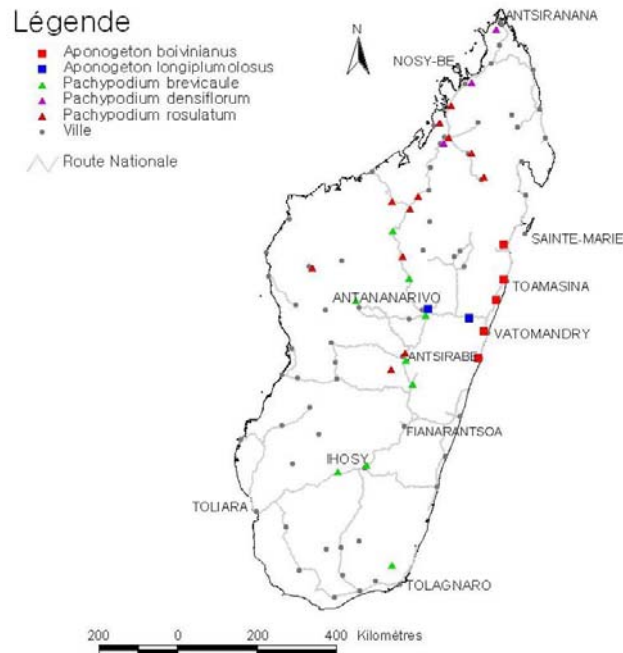 Légende
Aponogeton boivinianus
Aponogeton longiplumolosus
Pachypodium brevicaule
Pachypodium densiflorum
Pachypodium rosulatum
Ville
Route Nationale
N
ANTSIRANANA
NOSY-BE
SAINTE-MARIE
TOAMASINA
ANTANANARIVO
VATOMANDRY
ANTSIRABE
FIANARANTSOA
IHOSY
TOLIARA
TOLAGNARO
200 0 200 400 Kilomètres